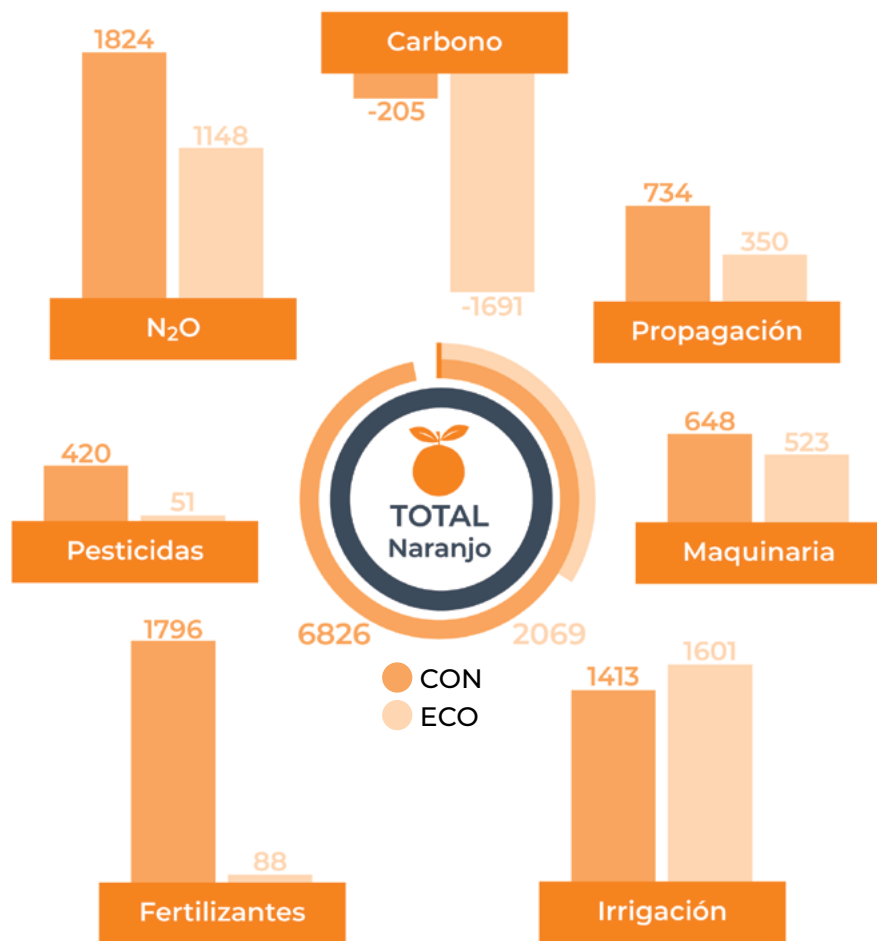 1824
1148
N₂O
Carbono
-205
-1691
734
350
Propagación
420
51
Pesticidas
TOTAL
Naranjo
6826
2069
648
523
Maquinaria
CON
ECO
1796
88
Fertilizantes
1413
1601
Irrigación